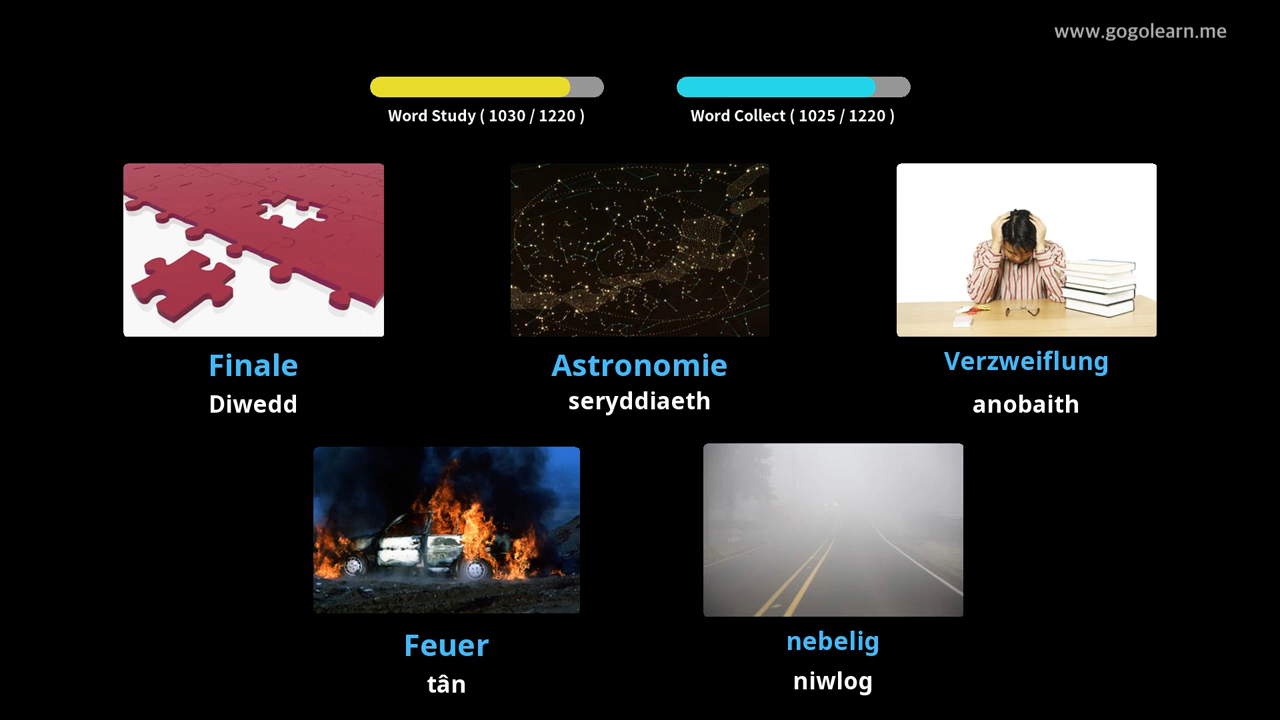 www.gogolearn.me
Word Study ( 1030 / 1220 )
Word Collect ( 1025 / 1220 )
Finale
Diwedd
Astronomie
seryddiaeth
Verzweiflung
anobaith
Feuer
tân
nebelig
niwlog